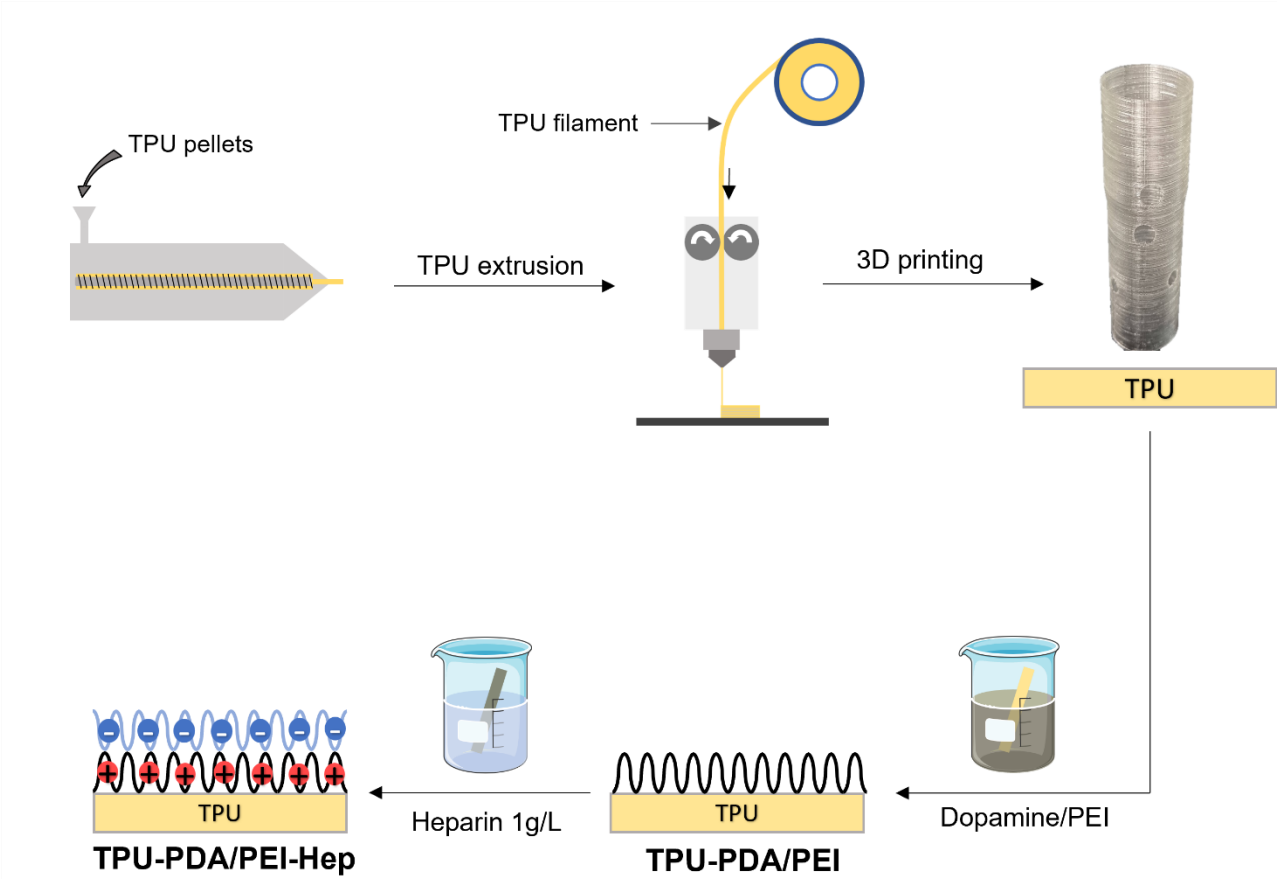 TPU pellets
TPU extrusion
TPU filament
3D printing
TPU
Dopamine/PEI
TPU
TPU-PDA/PEI
Heparin 1g/L
- - - - - - -
+ + + + + + +
TPU
TPU-PDA/PEI-Hep